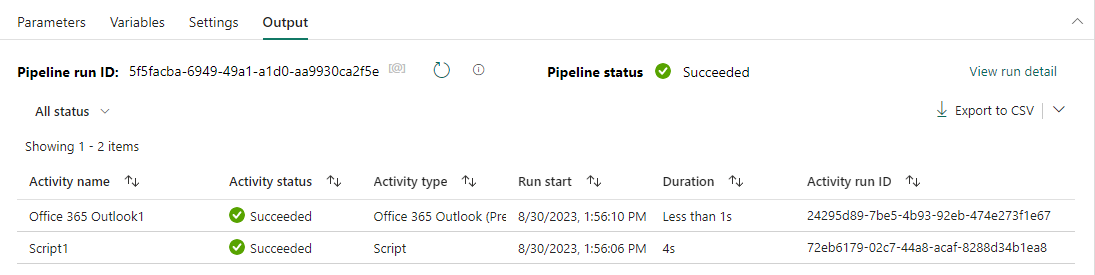 Parameters Variables Settings Output
Pipeline run ID: 5f5facba-6949-49a1-a1d0-aa9930ca2f5e Pipeline status Succeeded View run detail
All status Export to CSV
Showing 1 - 2 items
Activity name Activity status Activity type Run start Duration Activity run ID
Office 365 Outlook1 Succeeded Office 365 Outlook (Pre 8/30/2023, 1:56:10 PM Less than 1s 24295d89-7be5-4b93-92eb-474e273f1e67
Script1 Succeeded Script 8/30/2023, 1:56:06 PM 4s 72eb6179-02c7-44a8-acaf-8288d34b1ea8